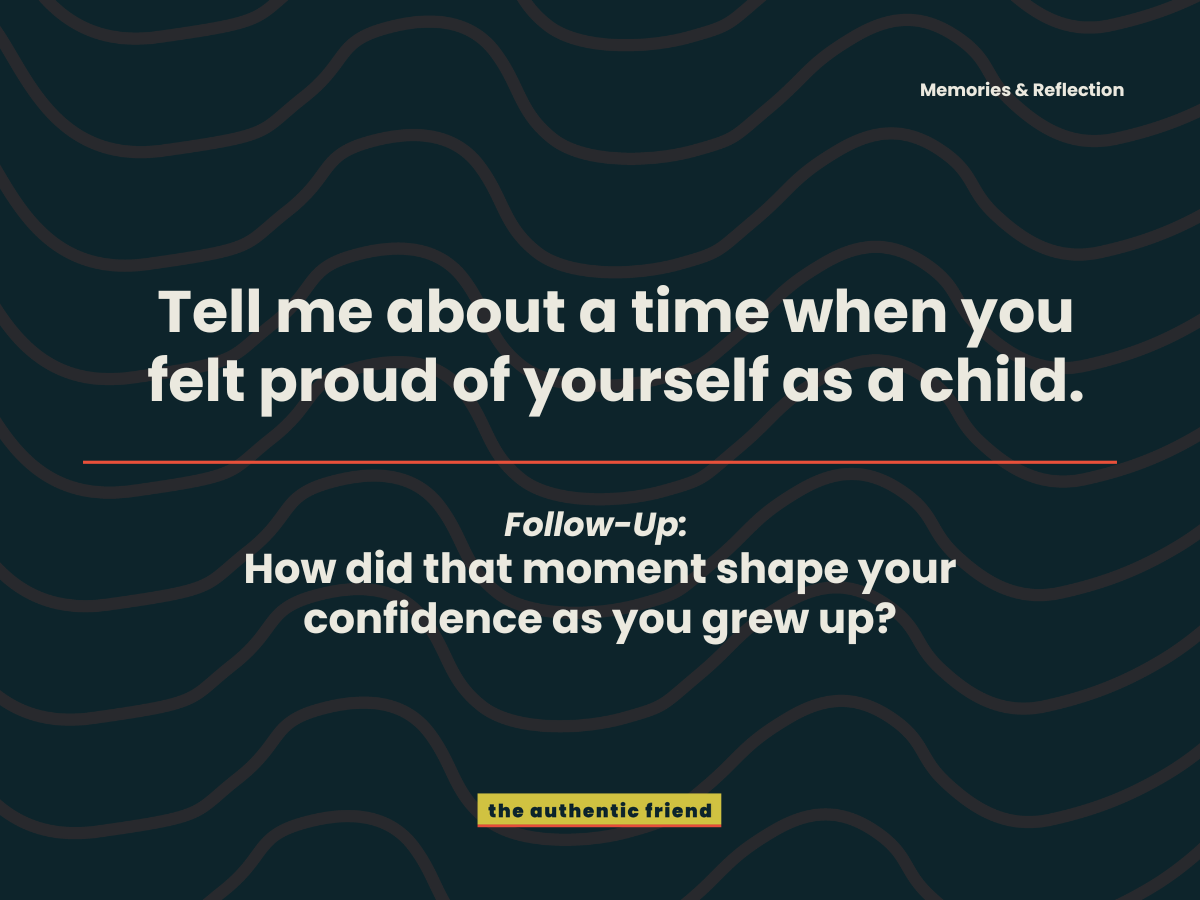 Memories & Reflection
Tell me about a time when you
felt proud of yourself as a child.
Follow-Up:
How did that moment shape your
confidence as you grew up?
the authentic friend